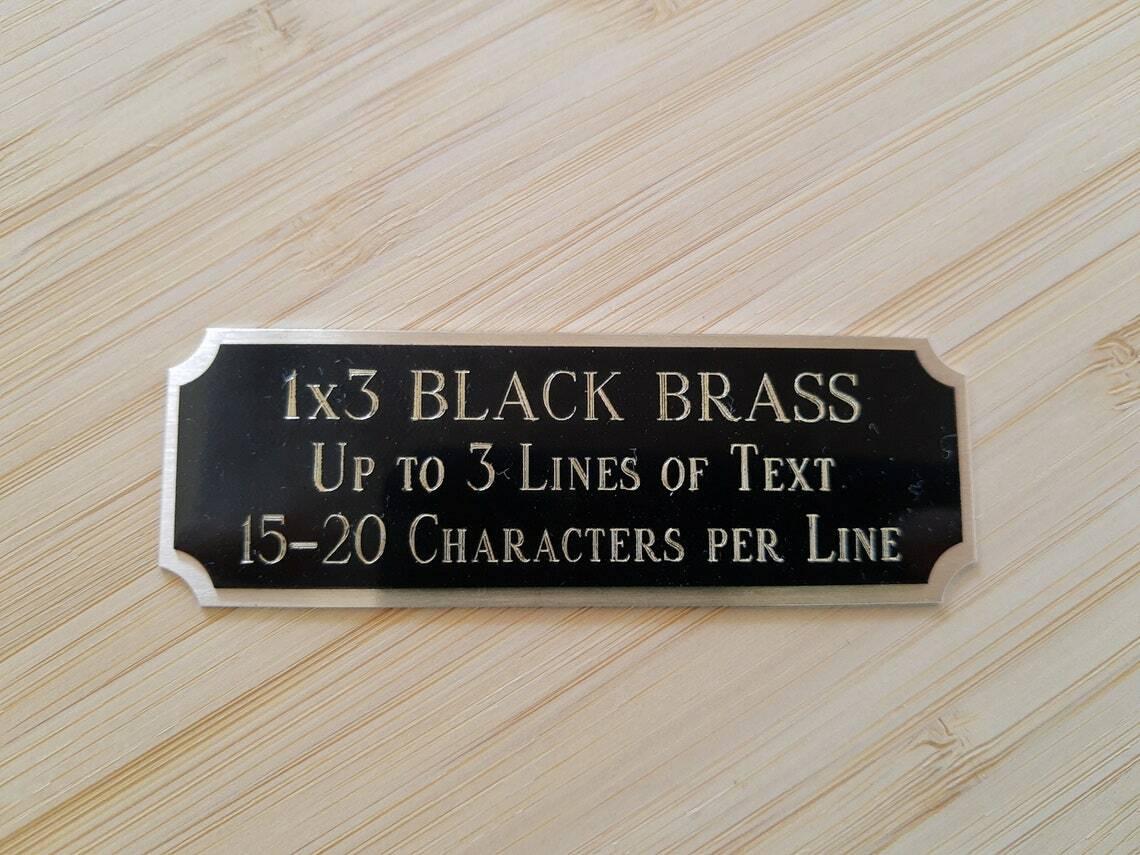 1x3 BLACK BRASS
UP TO 3 LINES OF TEXT
15-20 CHARACTERS PER LINE